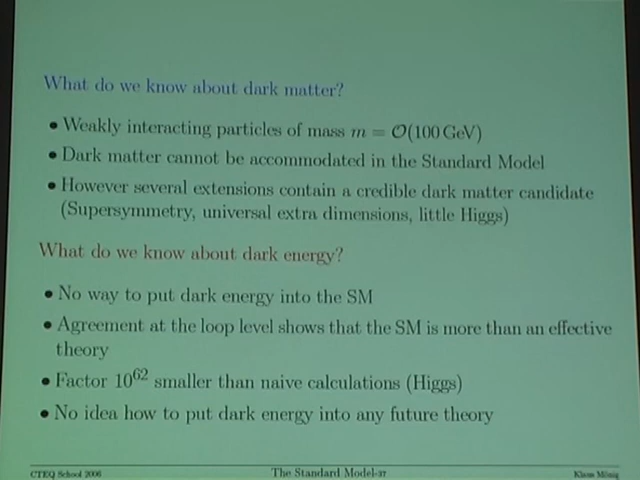 What do we know about dark matter?
• Weakly interacting particles of mass m = O(100 GeV)
• Dark matter cannot be accommodated in the Standard Model
• However several extensions contain a credible dark matter candidate
(Supersymmetry, universal extra dimensions, little Higgs)
What do we know about dark energy?
• No way to put dark energy into the SM
• Agreement at the loop level shows that the SM is more than an effective
theory
• Factor 10^62 smaller than naive calculations (Higgs)
• No idea how to put dark energy into any future theory
CTEQ School 2006 The Standard Model-37 Klaus Mönig